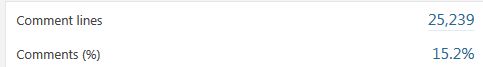 Comment lines 25,239
Comments (%) 15.2%